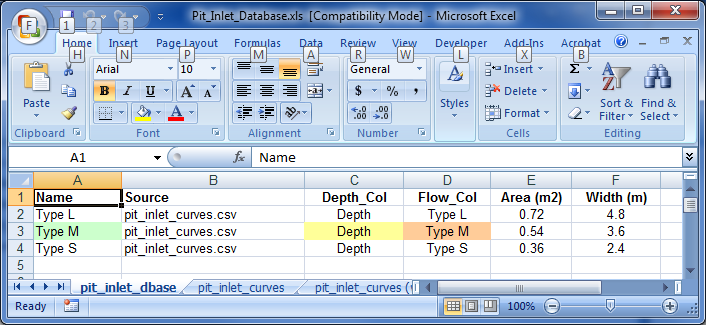 Pit_Inlet_Database.xls [Compatibility Mode] - Microsoft Excel
F 1 2 3
Home Insert Page Layout Formulas Data Review View Developer Add-Ins Acrobat
H N P M A R W L X B
Paste
Clipboard
Arial 10
B I U
A
Font
Alignment
General
$ % ,
.0 .00 .00 .0
Number
Styles
Insert
Delete
Format
Cells
Σ
Sort & Filter
Find & Select
Editing
A1 fx Name
A B C D E F
1 Name Source Depth_Col Flow_Col Area (m2) Width (m)
2 Type L pit_inlet_curves.csv Depth Type L 0.72 4.8
3 Type M pit_inlet_curves.csv Depth Type M 0.54 3.6
4 Type S pit_inlet_curves.csv Depth Type S 0.36 2.4
5
pit_inlet_dbase pit_inlet_curves pit_inlet_curves (
Ready 100%